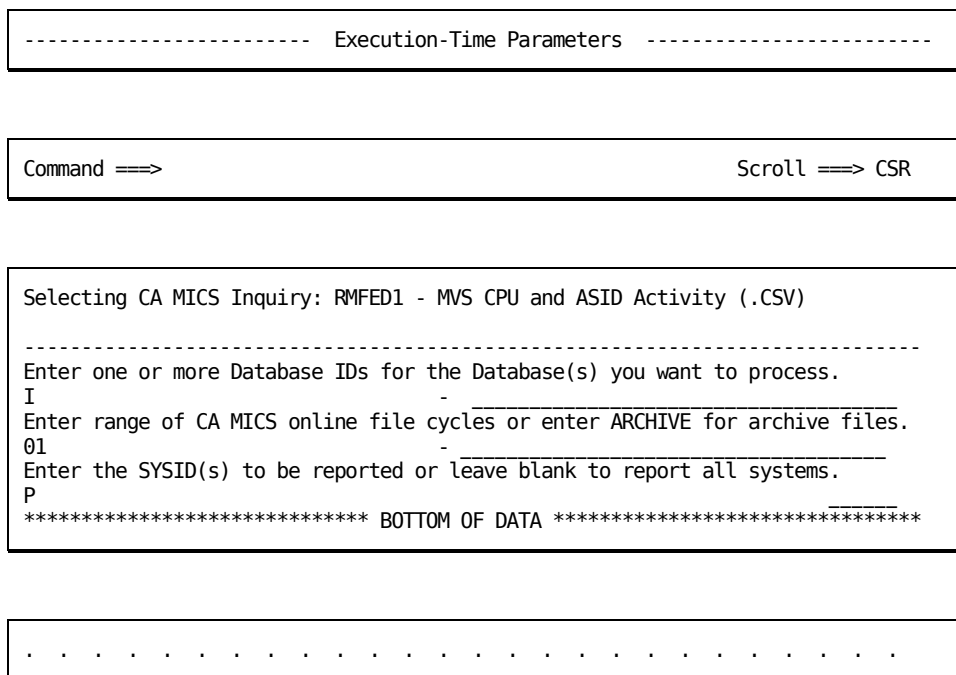 ------------------------- Execution-Time Parameters -------------------------
Command ===> Scroll ===> CSR
Selecting CA MICS Inquiry: RMFED1 - MVS CPU and ASID Activity (.CSV)
------------------------------------------------------------------------------
Enter one or more Database IDs for the Database(s) you want to process.
I - _____________________________________
Enter range of CA MICS online file cycles or enter ARCHIVE for archive files.
01 - _____________________________________
Enter the SYSID(s) to be reported or leave blank to report all systems.
P ______
****************************** BOTTOM OF DATA ********************************
. . . . . . . . . . . . . . . . . . . . . . . . . .